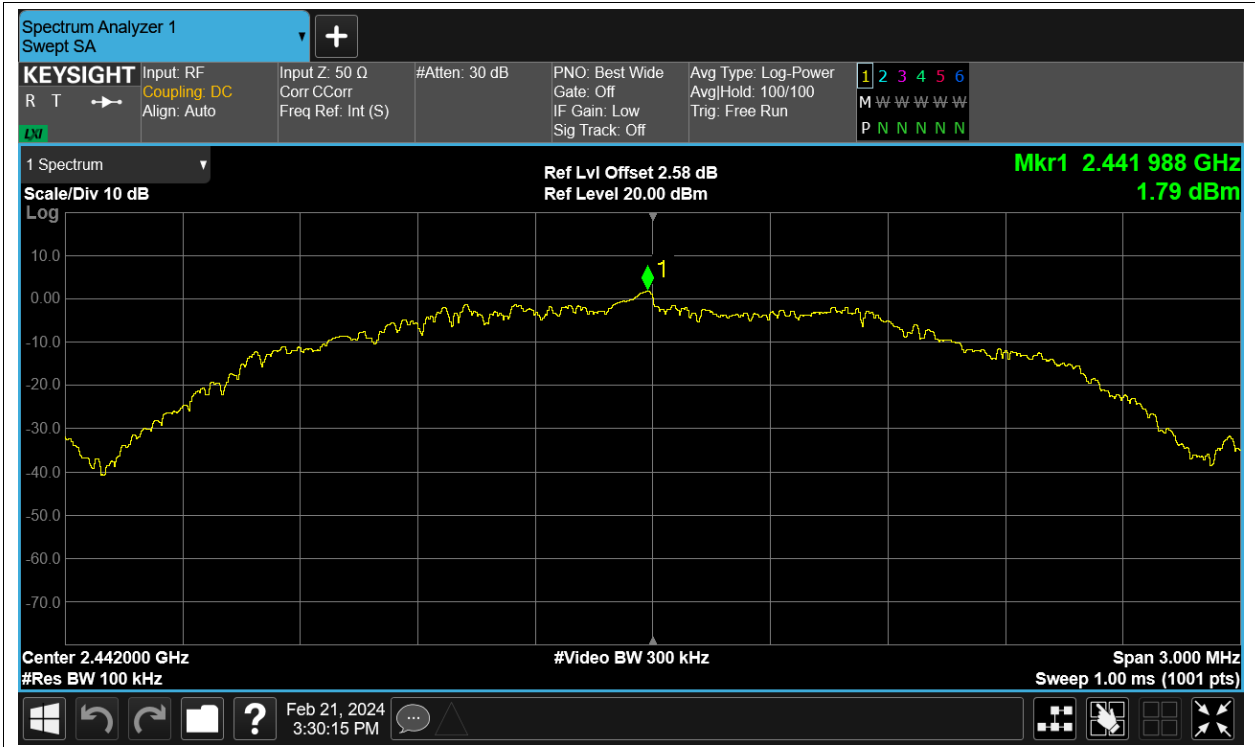 Spectrum Analyzer 1
Swept SA
KEYSIGHT
R T
LXI
Input: RF
Coupling: DC
Align: Auto
Input Z: 50 Ω
Corr CCorr
Freq Ref: Int (S)
#Atten: 30 dB
PNO: Best Wide
Gate: Off
IF Gain: Low
Sig Track: Off
Avg Type: Log-Power
Avg|Hold: 100/100
Trig: Free Run
1 2 3 4 5 6
M W W W W W
P N N N N N
1 Spectrum
Scale/Div 10 dB
Log
Ref Lvl Offset 2.58 dB
Ref Level 20.00 dBm
Mkr1 2.441 988 GHz
1.79 dBm
1
10.0
0.00
-10.0
-20.0
-30.0
-40.0
-50.0
-60.0
-70.0
Center 2.442000 GHz
#Res BW 100 kHz
#Video BW 300 kHz
Span 3.000 MHz
Sweep 1.00 ms (1001 pts)
?
Feb 21, 2024
3:30:15 PM